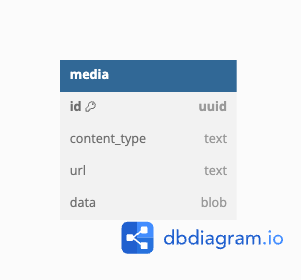 media
id uuid
content_type text
url text
data blob
dbdiagram.io